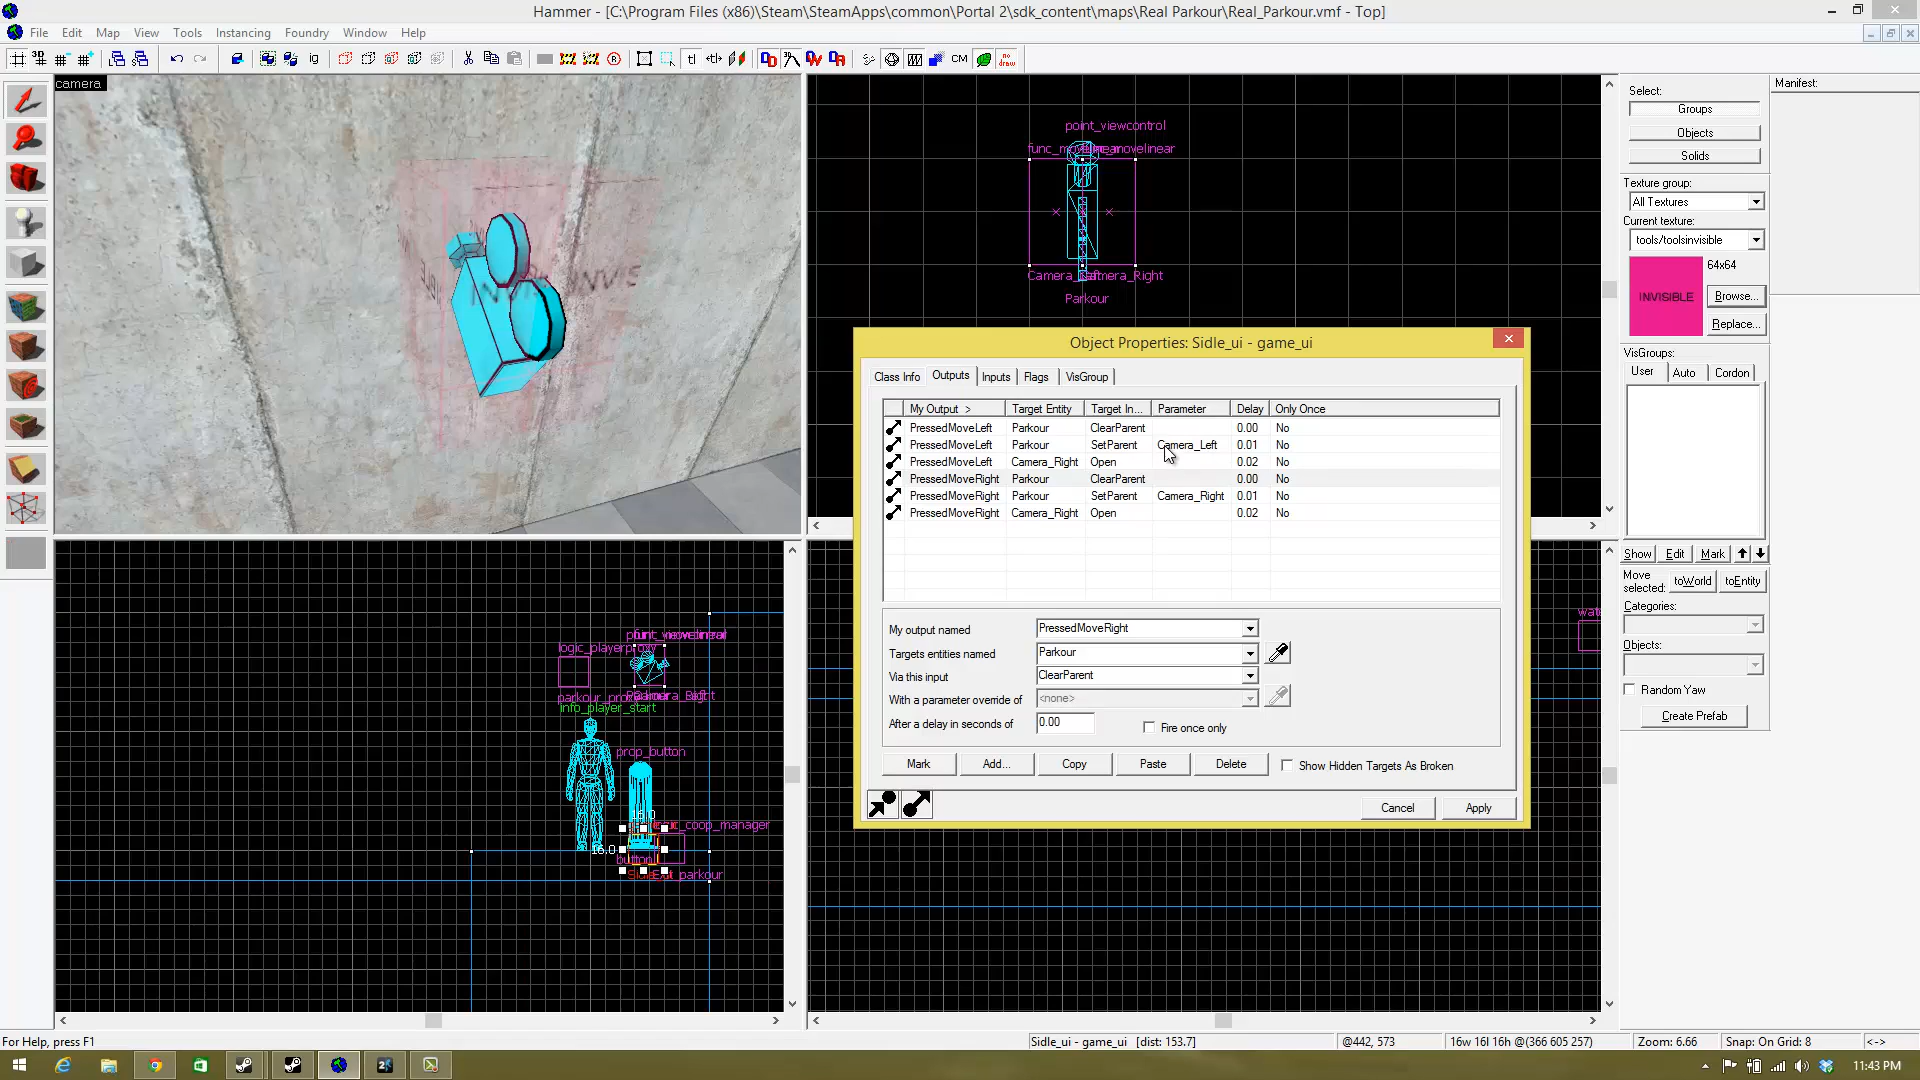 Hammer - [C:\Program Files (x86)\Steam\SteamApps\common\Portal 2\sdk_content\maps\Real Parkour\Real_Parkour.vmf - Top]
File Edit Map View Tools Instancing Foundry Window Help
camera
point_viewcontrol
Camera_Right
Parkour
logic_playerproxy
info_player_start
prop_button
coop_manager
button
parkour
16.0
Object Properties: Sidle_ui - game_ui
Class Info Outputs Inputs Flags VisGroup
My Output > Target Entity Target In... Parameter Delay Only Once
PressedMoveLeft Parkour ClearParent 0.00 No
PressedMoveLeft Parkour SetParent Camera_Left 0.01 No
PressedMoveLeft Camera_Right Open 0.02 No
PressedMoveRight Parkour ClearParent 0.00 No
PressedMoveRight Parkour SetParent Camera_Right 0.01 No
PressedMoveRight Camera_Right Open 0.02 No
My output named PressedMoveRight
Targets entities named Parkour
Via this input ClearParent
With a parameter override of <none>
After a delay in seconds of 0.00 Fire once only
Mark Add... Copy Paste Delete Show Hidden Targets As Broken
Cancel Apply
Select:
Groups
Objects
Solids
Texture group:
All Textures
Current texture:
tools/toolsinvisible
INVISIBLE
64x64
Browse...
Replace...
VisGroups:
User Auto Cordon
Show Edit Mark
Move selected: toWorld toEntity
Categories:
Objects:
Random Yaw
Create Prefab
Manifest:
For Help, press F1 Sidle_ui - game_ui [dist: 153.7] @442, 573 16w 16l 16h @(366 605 257) Zoom: 6.66 Snap: On Grid: 8 <->
11:43 PM